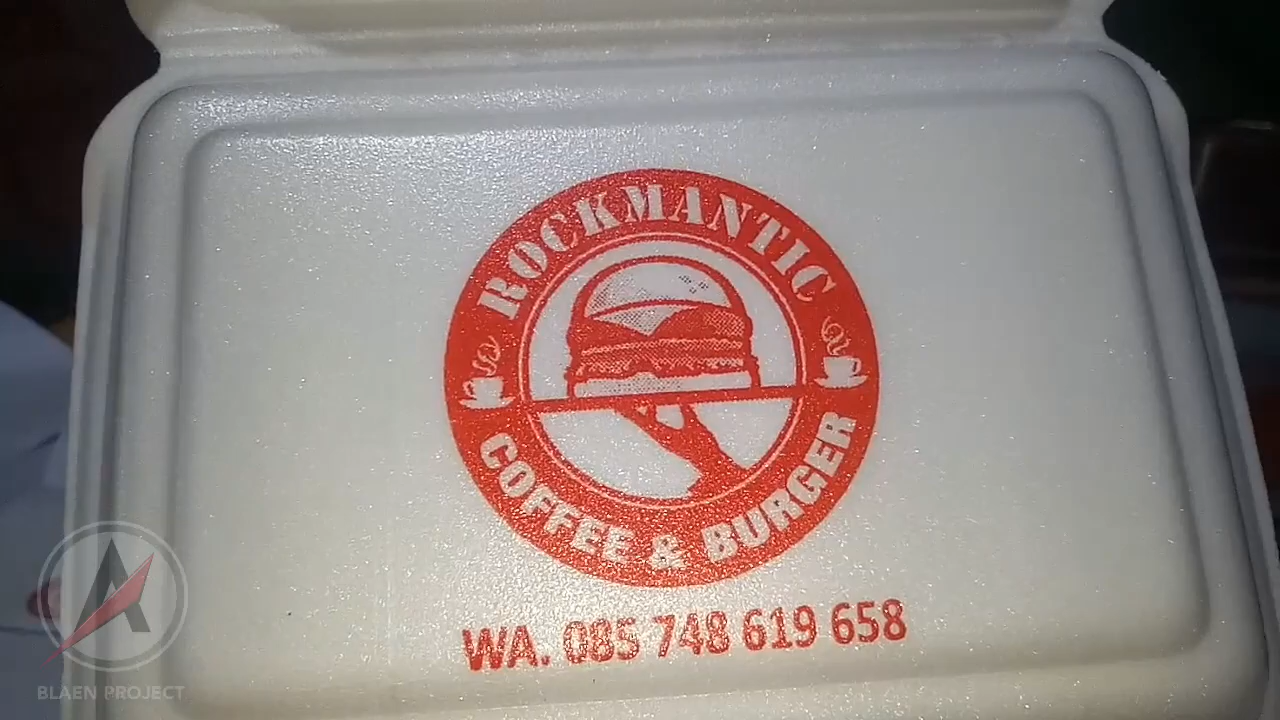 ROCKMANTIC
COFFEE & BURGER
WA. 085 748 619 658
BLAEN PROJECT